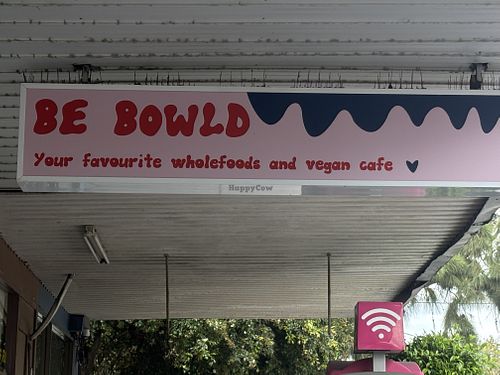 BE BOWLD
Your favourite wholefoods and vegan cafe
HappyCow